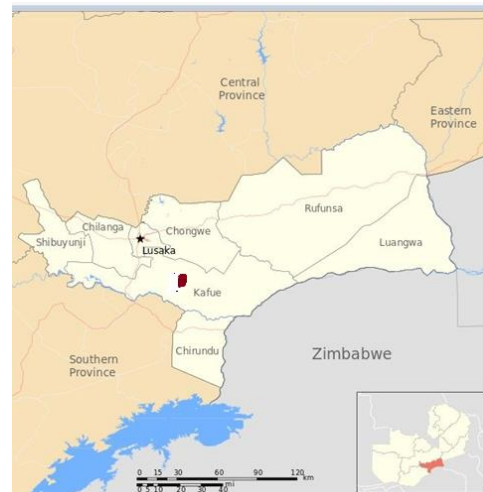 Central
Province
Eastern
Province
Rufunsa
Chilanga
Chongwe
Shibuyunji
Lusaka
Luangwa
Kafue
Chirundu
Zimbabwe
Southern
Province
0 15 30 60 90 120
km
mi
0 5 10 20 30 40